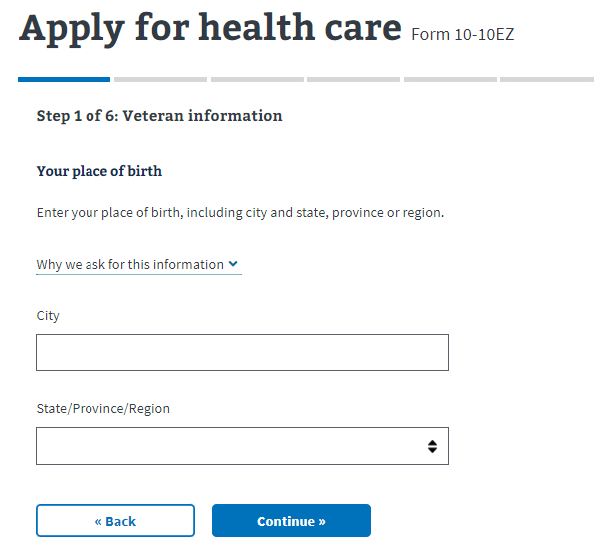 Apply for health care Form 10-10EZ
Step 1 of 6: Veteran information
Your place of birth
Enter your place of birth, including city and state, province or region.
Why we ask for this information
City
State/Province/Region
« Back
Continue »